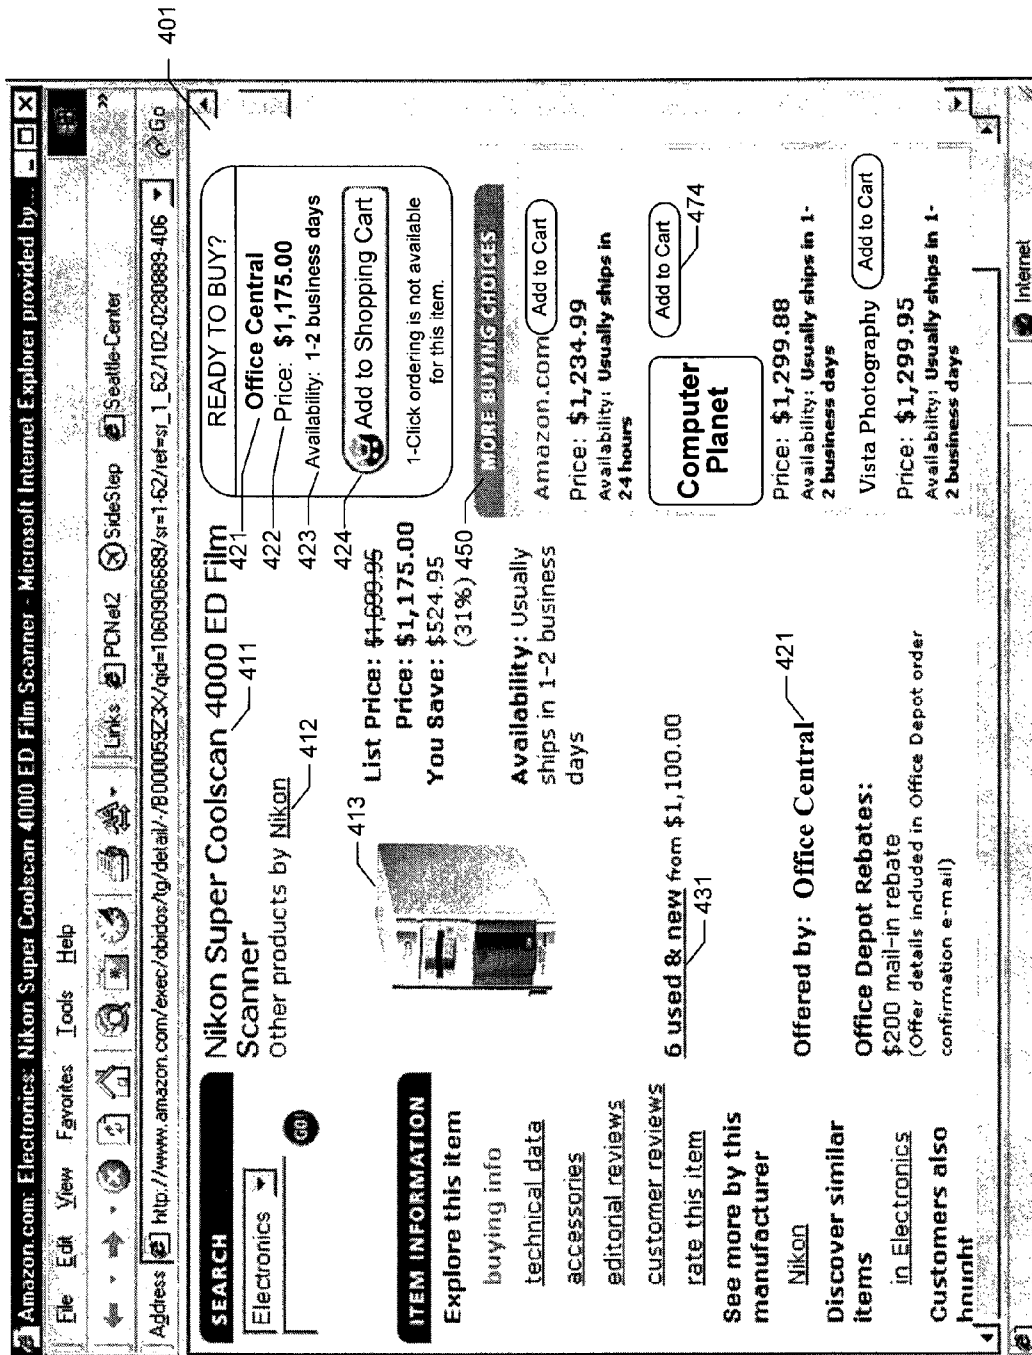 Amazon.com: Electronics: Nikon Super Coolscan 4000 ED Film Scanner - Microsoft Internet Explorer provided by...
File Edit View Favorites Tools Help
Links PCNet2 SideStep Seattle-Center »
Address http://www.amazon.com/exec/obidos/tg/detail/-/B000059Z3X/qid=1060906689/sr=1-62/ref=sr_1_62/102-0280889-406 Go
401
SEARCH
Electronics
GO!
ITEM INFORMATION
Explore this item
buying info
technical data
accessories
editorial reviews
customer reviews
rate this item
See more by this
manufacturer
Nikon
Discover similar
items
in Electronics
Customers also
Nikon Super Coolscan 4000 ED Film
Scanner
411
Other products by Nikon
412
413
List Price: $1,699.95
Price: $1,175.00
You Save: $524.95
(31%)
Availability: Usually
ships in 1-2 business
days
6 used & new from $1,100.00
431
Offered by: Office Central
421
Office Depot Rebates:
$200 mail-in rebate
(Offer details included in Office Depot order
confirmation e-mail)
READY TO BUY?
421 Office Central
422 Price: $1,175.00
423 Availability: 1-2 business days
424 Add to Shopping Cart
1-Click ordering is not available
for this item.
450 MORE BUYING CHOICES
Amazon.com Add to Cart
Price: $1,234.99
Availability: Usually ships in
24 hours
Computer
Planet
Add to Cart
474
Price: $1,299.88
Availability: Usually ships in 1-
2 business days
Vista Photography Add to Cart
Price: $1,299.95
Availability: Usually ships in 1-
2 business days
Internet